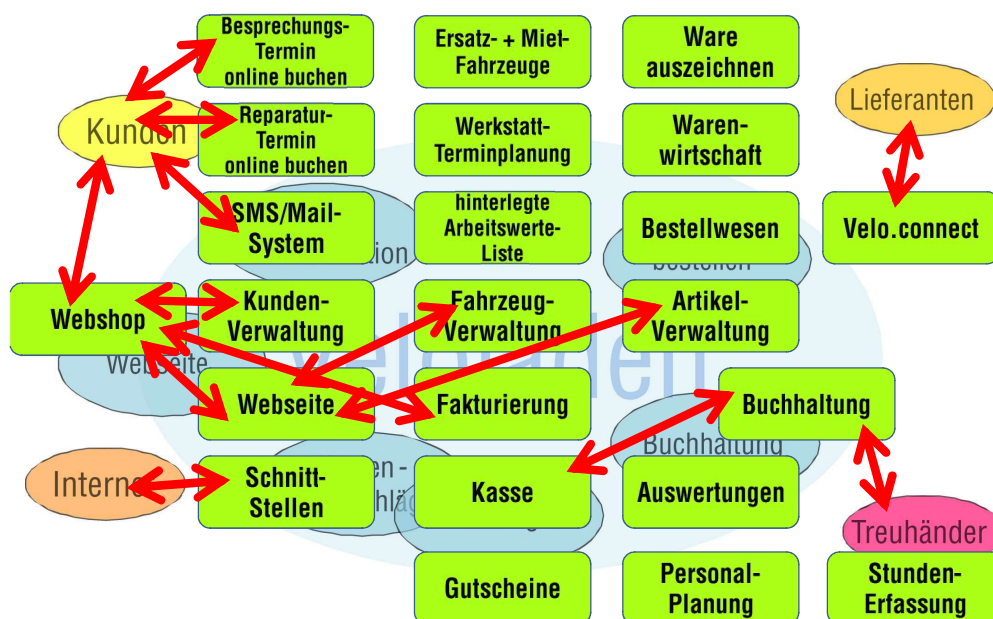 Besprechungs-
Termin
online buchen
Ersatz- + Miet-
Fahrzeuge
Ware
auszeichnen
Lieferanten
Kunden
Reparatur-
Termin
online buchen
Werkstatt-
Terminplanung
Waren-
wirtschaft
SMS/Mail-
System
hinterlegte
Arbeitswerte-
Liste
Bestellwesen
Velo.connect
bestellen
Webshop
Kunden-
Verwaltung
Fahrzeug-
Verwaltung
Artikel-
Verwaltung
Webseite
Webseite
Fakturierung
Buchhaltung
Buchhaltung
Schnitt-
Stellen
Kasse
Auswertungen
Treuhänder
Gutscheine
Personal-
Planung
Stunden-
Erfassung